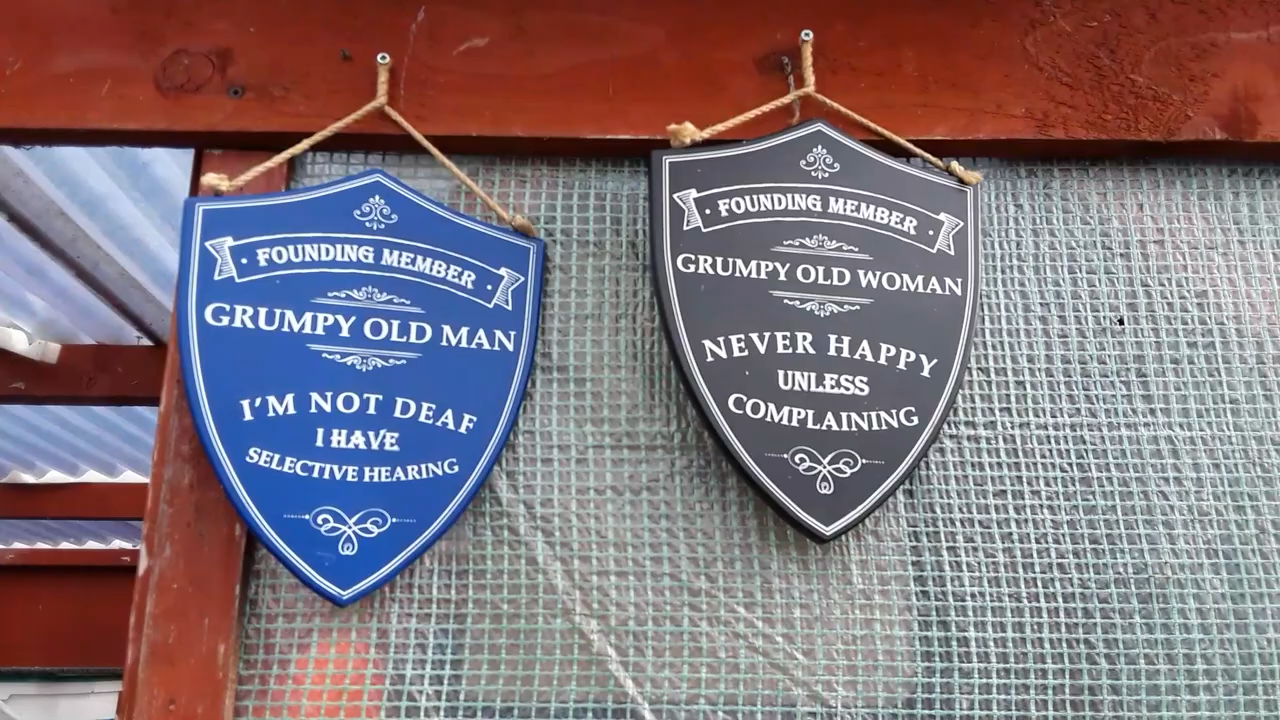 FOUNDING MEMBER
GRUMPY OLD MAN
I'M NOT DEAF
I HAVE
SELECTIVE HEARING
FOUNDING MEMBER
GRUMPY OLD WOMAN
NEVER HAPPY
UNLESS
COMPLAINING